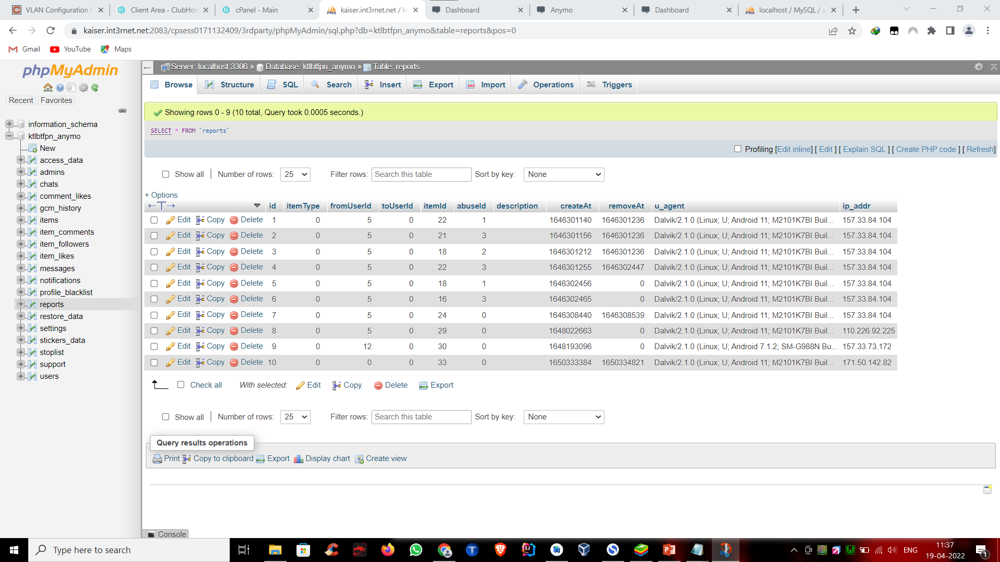 VLAN Configuration
Client Area - ClubHos
cPanel - Main
kaiser.int3rnet.net / lo
Dashboard
Anymo
Dashboard
localhost / MySQL / a
kaiser.int3rnet.net:2083/cpsess0171132409/3rdparty/phpMyAdmin/sql.php?db=ktlbtfpn_anymo&table=reports&pos=0
Gmail YouTube Maps
phpMyAdmin
Recent Favorites
information_schema
ktlbtfpn_anymo
New
access_data
admins
chats
comment_likes
gcm_history
items
item_comments
item_followers
item_likes
messages
notifications
profile_blacklist
reports
restore_data
settings
stickers_data
stoplist
support
users
Server: localhost:3306 » Database: ktlbtfpn_anymo » Table: reports
Browse Structure SQL Search Insert Export Import Operations Triggers
Showing rows 0 - 9 (10 total, Query took 0.0005 seconds.)
SELECT * FROM `reports`
Profiling [Edit inline] [ Edit ] [ Explain SQL ] [ Create PHP code ] [ Refresh]
Show all Number of rows: 25 Filter rows: Search this table Sort by key: None
+ Options
←T→ id itemType fromUserId toUserId itemId abuseId description createAt removeAt u_agent ip_addr
Edit Copy Delete 1 0 5 0 22 1 1646301140 1646301236 Dalvik/2.1.0 (Linux; U; Android 11; M2101K7BI Buil... 157.33.84.104
Edit Copy Delete 2 0 5 0 21 3 1646301156 1646301236 Dalvik/2.1.0 (Linux; U; Android 11; M2101K7BI Buil... 157.33.84.104
Edit Copy Delete 3 0 5 0 18 2 1646301212 1646301236 Dalvik/2.1.0 (Linux; U; Android 11; M2101K7BI Buil... 157.33.84.104
Edit Copy Delete 4 0 5 0 22 3 1646301255 1646302447 Dalvik/2.1.0 (Linux; U; Android 11; M2101K7BI Buil... 157.33.84.104
Edit Copy Delete 5 0 5 0 18 1 1646302456 0 Dalvik/2.1.0 (Linux; U; Android 11; M2101K7BI Buil... 157.33.84.104
Edit Copy Delete 6 0 5 0 16 3 1646302465 0 Dalvik/2.1.0 (Linux; U; Android 11; M2101K7BI Buil... 157.33.84.104
Edit Copy Delete 7 0 5 0 24 0 1646308440 1646308539 Dalvik/2.1.0 (Linux; U; Android 11; M2101K7BI Buil... 157.33.84.104
Edit Copy Delete 8 0 5 0 29 0 1648022663 0 Dalvik/2.1.0 (Linux; U; Android 11; M2101K7BI Buil... 110.226.92.225
Edit Copy Delete 9 0 12 0 30 0 1648193096 0 Dalvik/2.1.0 (Linux; U; Android 7.1.2; SM-G988N Bu... 157.33.73.172
Edit Copy Delete 10 0 0 0 33 0 1650333384 1650334821 Dalvik/2.1.0 (Linux; U; Android 11; M2101K7BI Buil... 171.50.142.82
Check all With selected: Edit Copy Delete Export
Show all Number of rows: 25 Filter rows: Search this table Sort by key: None
Query results operations
Print Copy to clipboard Export Display chart Create view
Console
Type here to search
ENG
11:37
19-04-2022
1